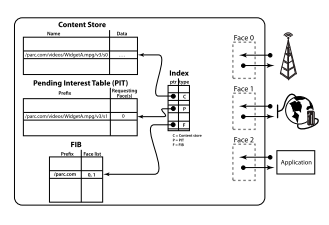 Content Store
Name Data
/parc.com/videos/WidgetA.mpg/v3/s0 ...
Pending Interest Table (PIT)
Prefix Requesting Face(s)
/parc.com/videos/WidgetA.mpg/v3/s1 0
FIB
Prefix Face list
/parc.com 0, 1
Index
ptr type
C
P
F
C = Content store
P = PIT
F = FIB
Face 0
Face 1
Face 2
Application